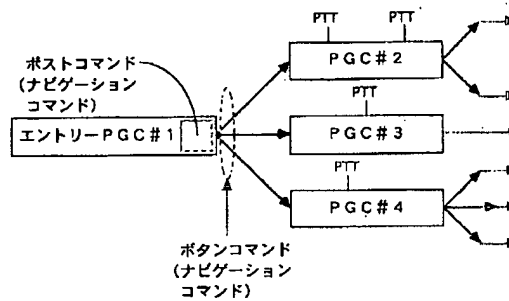 PTT PTT
PGC#2
ポストコマンド
(ナビゲーション
コマンド)
PTT
エントリーPGC#1
PGC#3
PTT
PGC#4
ボタンコマンド
(ナビゲーション
コマンド)